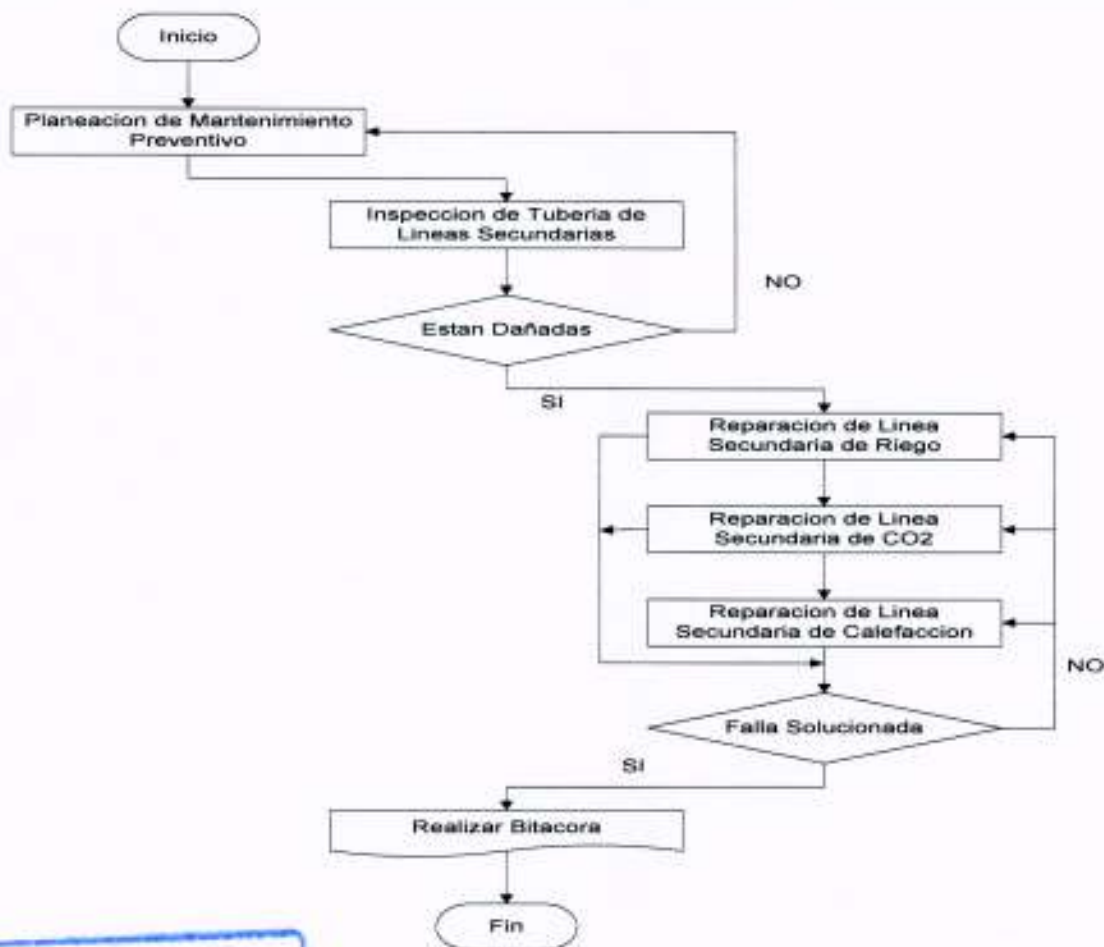 Inicio
Planeacion de Mantenimiento
Preventivo
Inspeccion de Tuberia de
Lineas Secundarias
NO
Estan Dañadas
SI
Reparacion de Linea
Secundaria de Riego
Reparacion de Linea
Secundaria de CO2
Reparacion de Linea
Secundaria de Calefaccion
NO
Falla Solucionada
SI
Realizar Bitacora
Fin